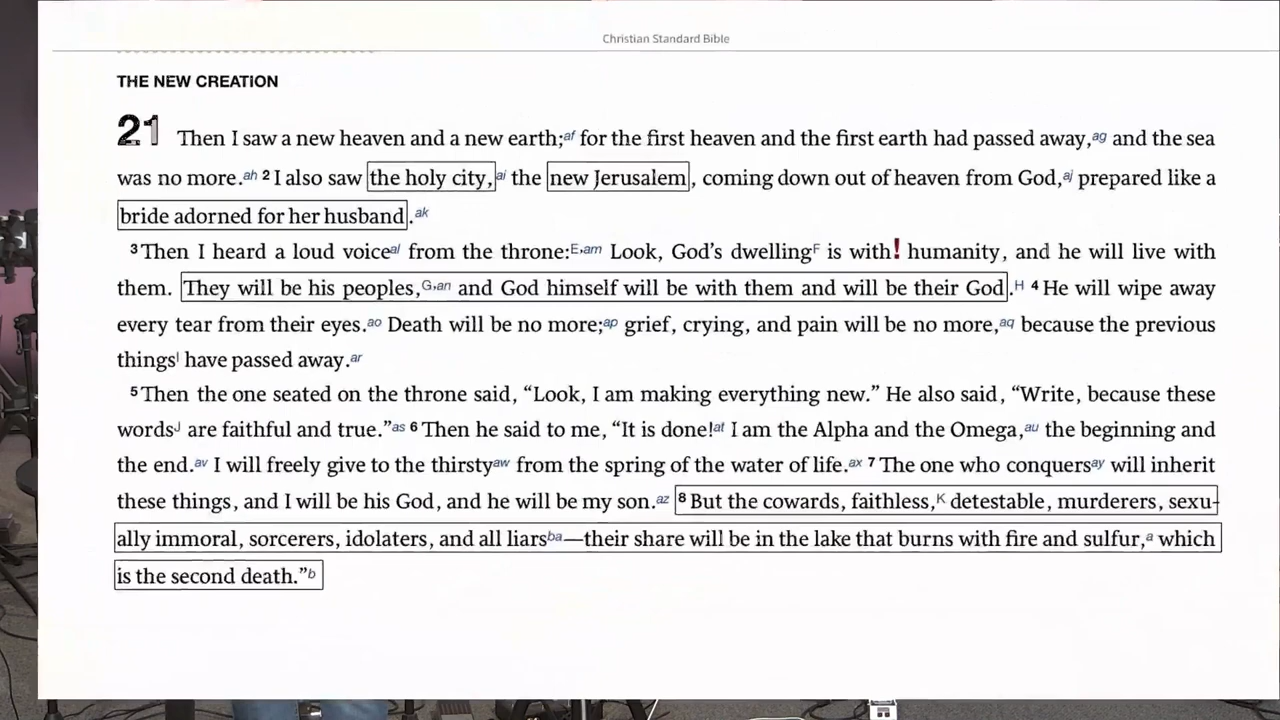 Christian Standard Bible
THE NEW CREATION
21 Then I saw a new heaven and a new earth;af for the first heaven and the first earth had passed away,ag and the sea
was no more.ah 2 I also saw the holy city,ai the new Jerusalem, coming down out of heaven from God,aj prepared like a
bride adorned for her husband.ak
3 Then I heard a loud voiceal from the throne:E,am Look, God’s dwellingF is with! humanity, and he will live with
them. They will be his peoples,G,an and God himself will be with them and will be their God.H 4 He will wipe away
every tear from their eyes.ao Death will be no more;ap grief, crying, and pain will be no more,aq because the previous
thingsI have passed away.ar
5 Then the one seated on the throne said, “Look, I am making everything new.” He also said, “Write, because these
wordsJ are faithful and true.”as 6 Then he said to me, “It is done!at I am the Alpha and the Omega,au the beginning and
the end.av I will freely give to the thirstyaw from the spring of the water of life.ax 7 The one who conquersay will inherit
these things, and I will be his God, and he will be my son.az 8 But the cowards, faithless,K detestable, murderers, sexu-
ally immoral, sorcerers, idolaters, and all liarsba—their share will be in the lake that burns with fire and sulfur,a which
is the second death.”b